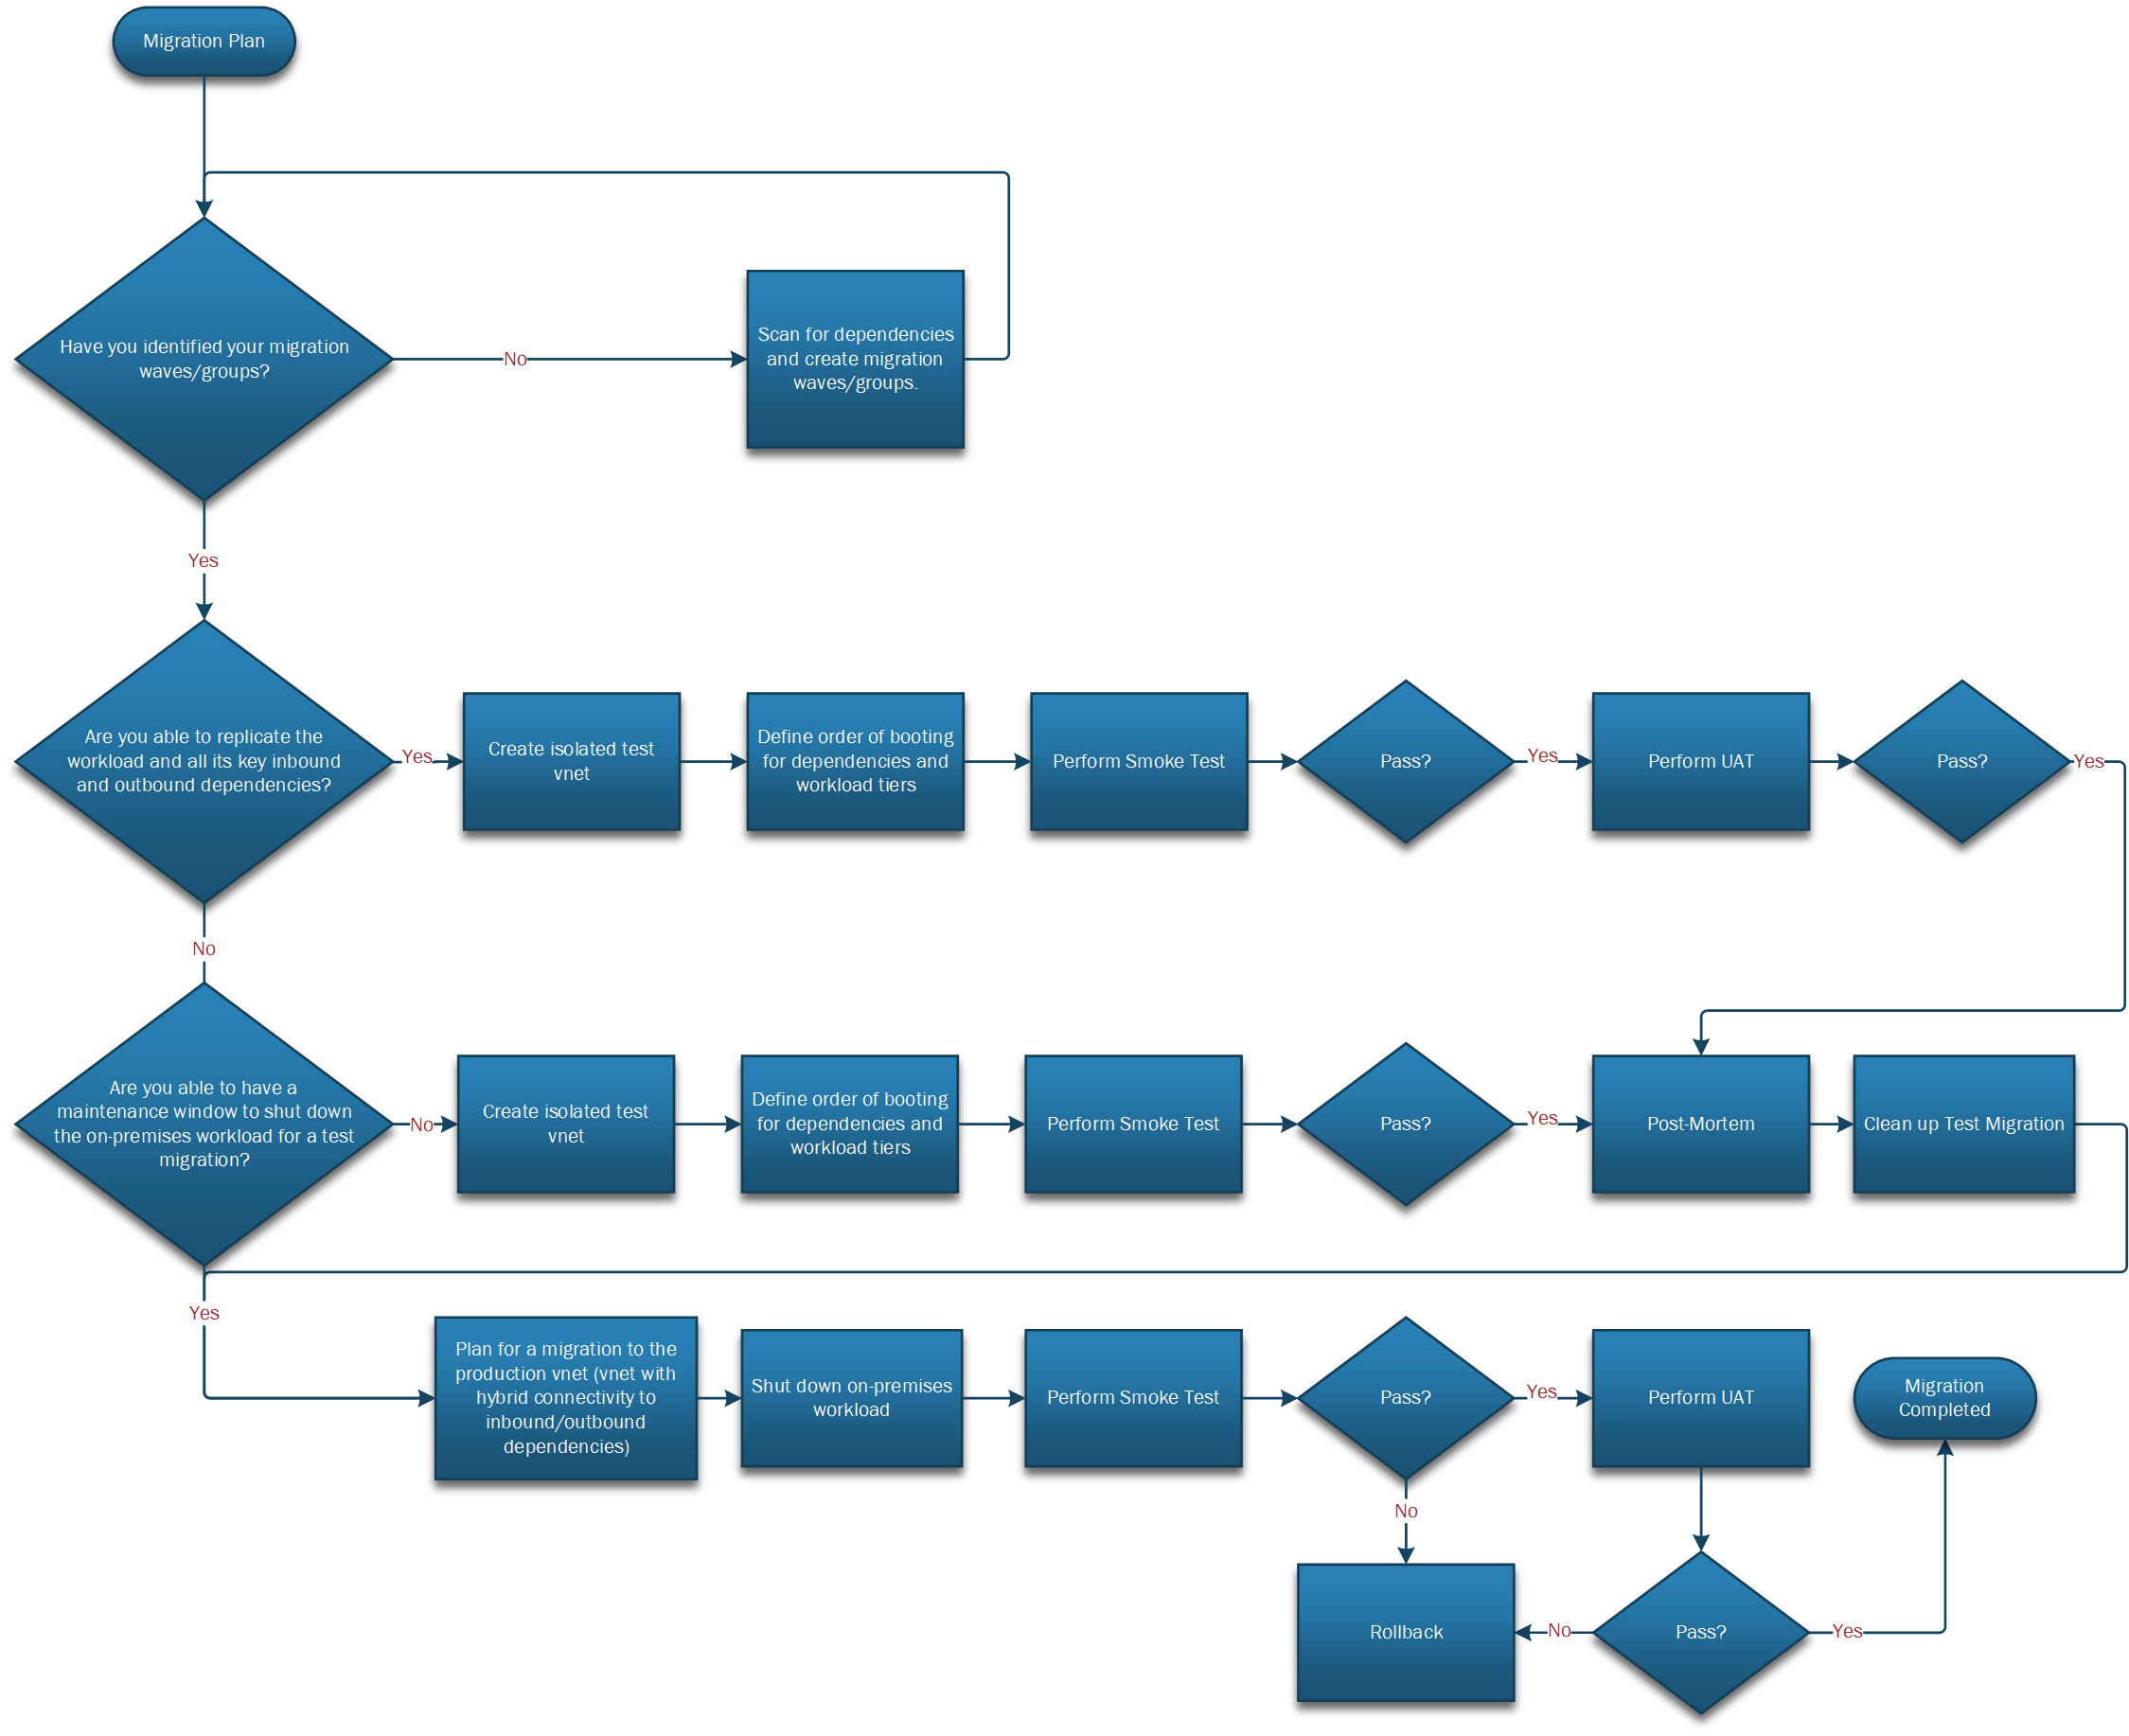 Migration Plan
Have you identified your migration
waves/groups?
No
Scan for dependencies
and create migration
waves/groups.
Yes
Are you able to replicate the
workload and all its key inbound
and outbound dependencies?
Yes
Create isolated test
vnet
Define order of booting
for dependencies and
workload tiers
Perform Smoke Test
Pass?
Yes
Perform UAT
Pass?
Yes
No
Are you able to have a
maintenance window to shut down
the on-premises workload for a test
migration?
No
Create isolated test
vnet
Define order of booting
for dependencies and
workload tiers
Perform Smoke Test
Pass?
Yes
Post-Mortem
Clean up Test Migration
Yes
Plan for a migration to the
production vnet (vnet with
hybrid connectivity to
inbound/outbound
dependencies)
Shut down on-premises
workload
Perform Smoke Test
Pass?
Yes
Perform UAT
Migration
Completed
No
Rollback
No
Pass?
Yes